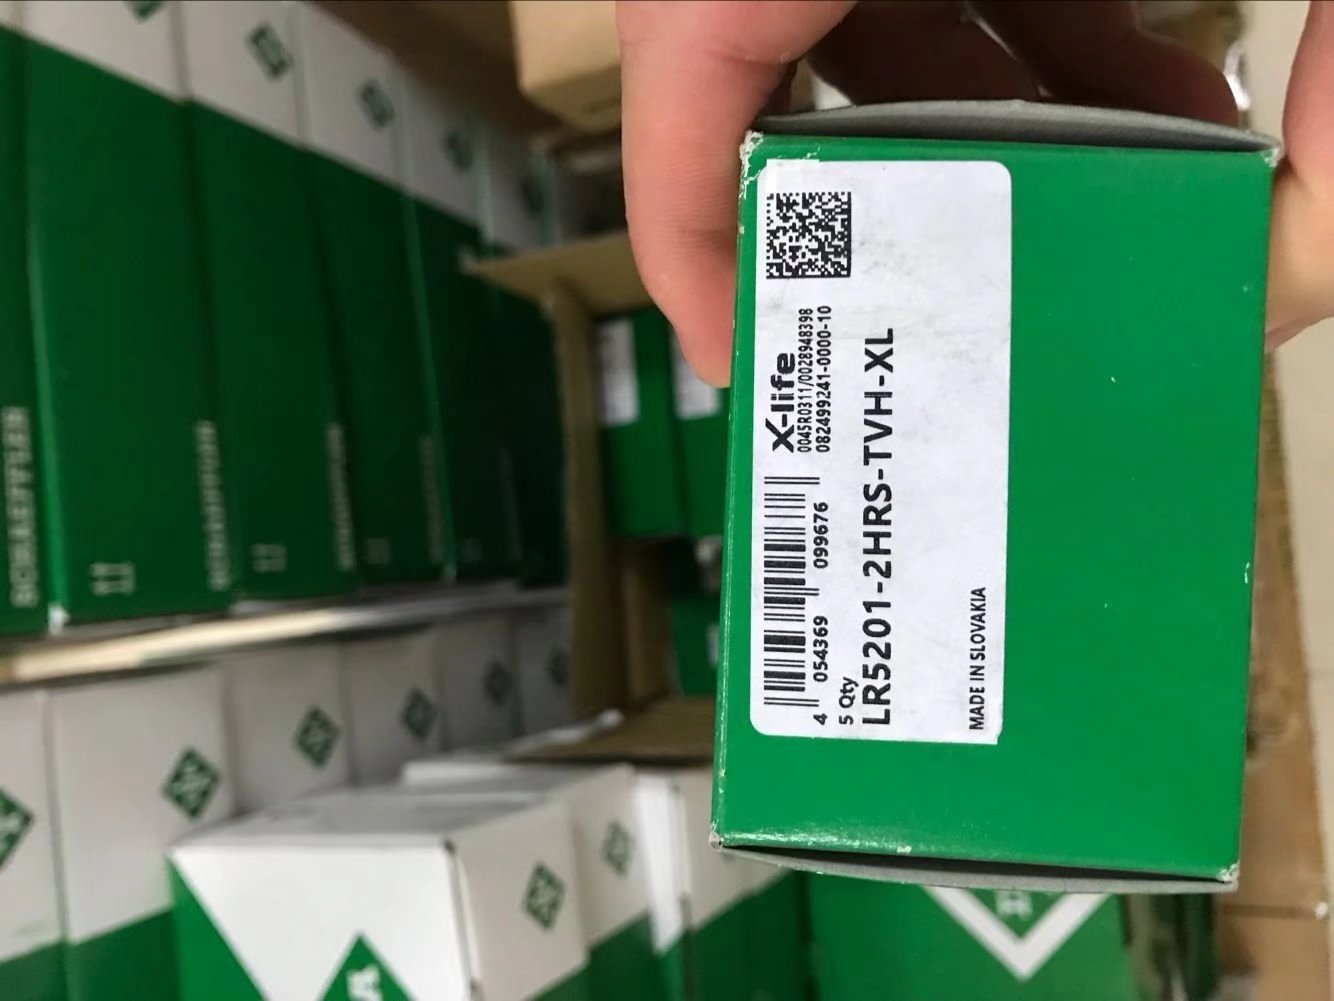 X-life
0045R0311/0028948398
082499241-0000-10
4 054369 099676
5 Qty
LR5201-2HRS-TVH-XL
MADE IN SLOVAKIA
SCHAEFFLER